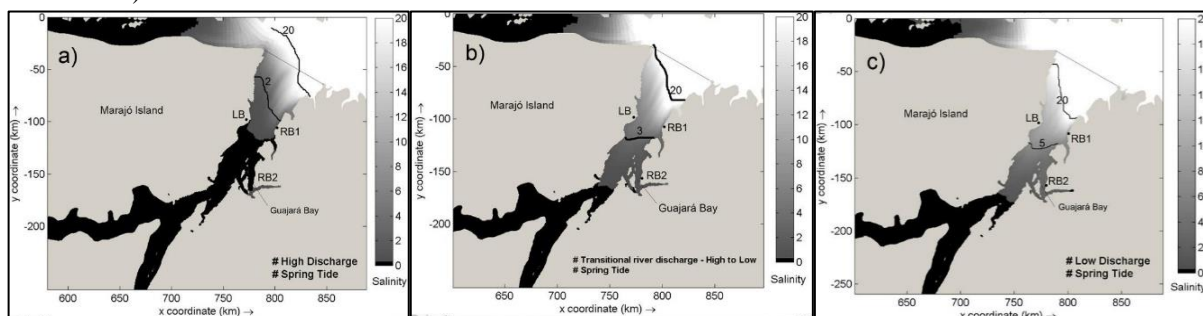 a)
0
-50
-100
-150
-200
y coordinate (km) →
600
650
700
750
800
850
20
2
Marajó Island
LB
RB1
RB2
Guajará Bay
# High Discharge
# Spring Tide
20
18
16
14
12
10
8
6
4
2
0
Salinity
b)
0
-50
-100
-150
-200
y coordinate (km) →
650
700
750
800
850
x coordinate (km) →
20
3
Marajó Island
LB
RB1
RB2
Guajará Bay
# Transitional river discharge - High to Low
# Spring Tide
20
18
16
14
12
10
8
6
4
2
0
Salinity
c)
0
-50
-100
-150
-200
-250
y coordinate (km) →
650
700
750
800
850
x coordinate (km) →
20
5
Marajó Island
LB
RB1
RB2
Guajará Bay
# Low Discharge
# Spring Tide
Salinity